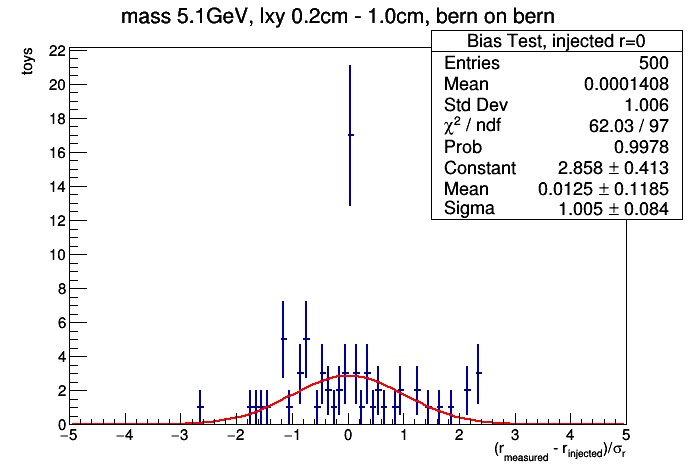 mass 5.1GeV, lxy 0.2cm - 1.0cm, bern on bern
Bias Test, injected r=0
Entries 500
Mean 0.0001408
Std Dev 1.006
χ² / ndf 62.03 / 97
Prob 0.9978
Constant 2.858 ± 0.413
Mean 0.0125 ± 0.1185
Sigma 1.005 ± 0.084
toys
22
20
18
16
14
12
10
8
6
4
2
0
−5 −4 −3 −2 −1 0 1 2 3 4 5
(r_measured - r_injected)/σ_r